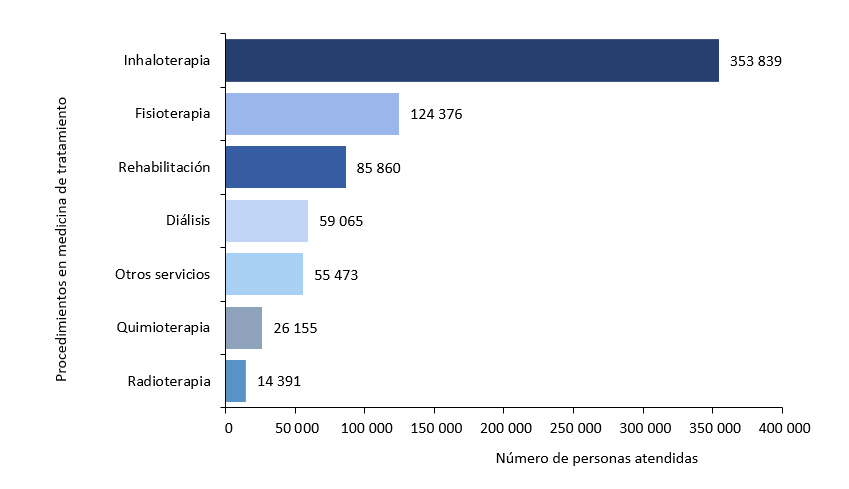 Procedimientos en medicina de tratamiento
Inhaloterapia 353 839
Fisioterapia 124 376
Rehabilitación 85 860
Diálisis 59 065
Otros servicios 55 473
Quimioterapia 26 155
Radioterapia 14 391
0 50 000 100 000 150 000 200 000 250 000 300 000 350 000 400 000
Número de personas atendidas